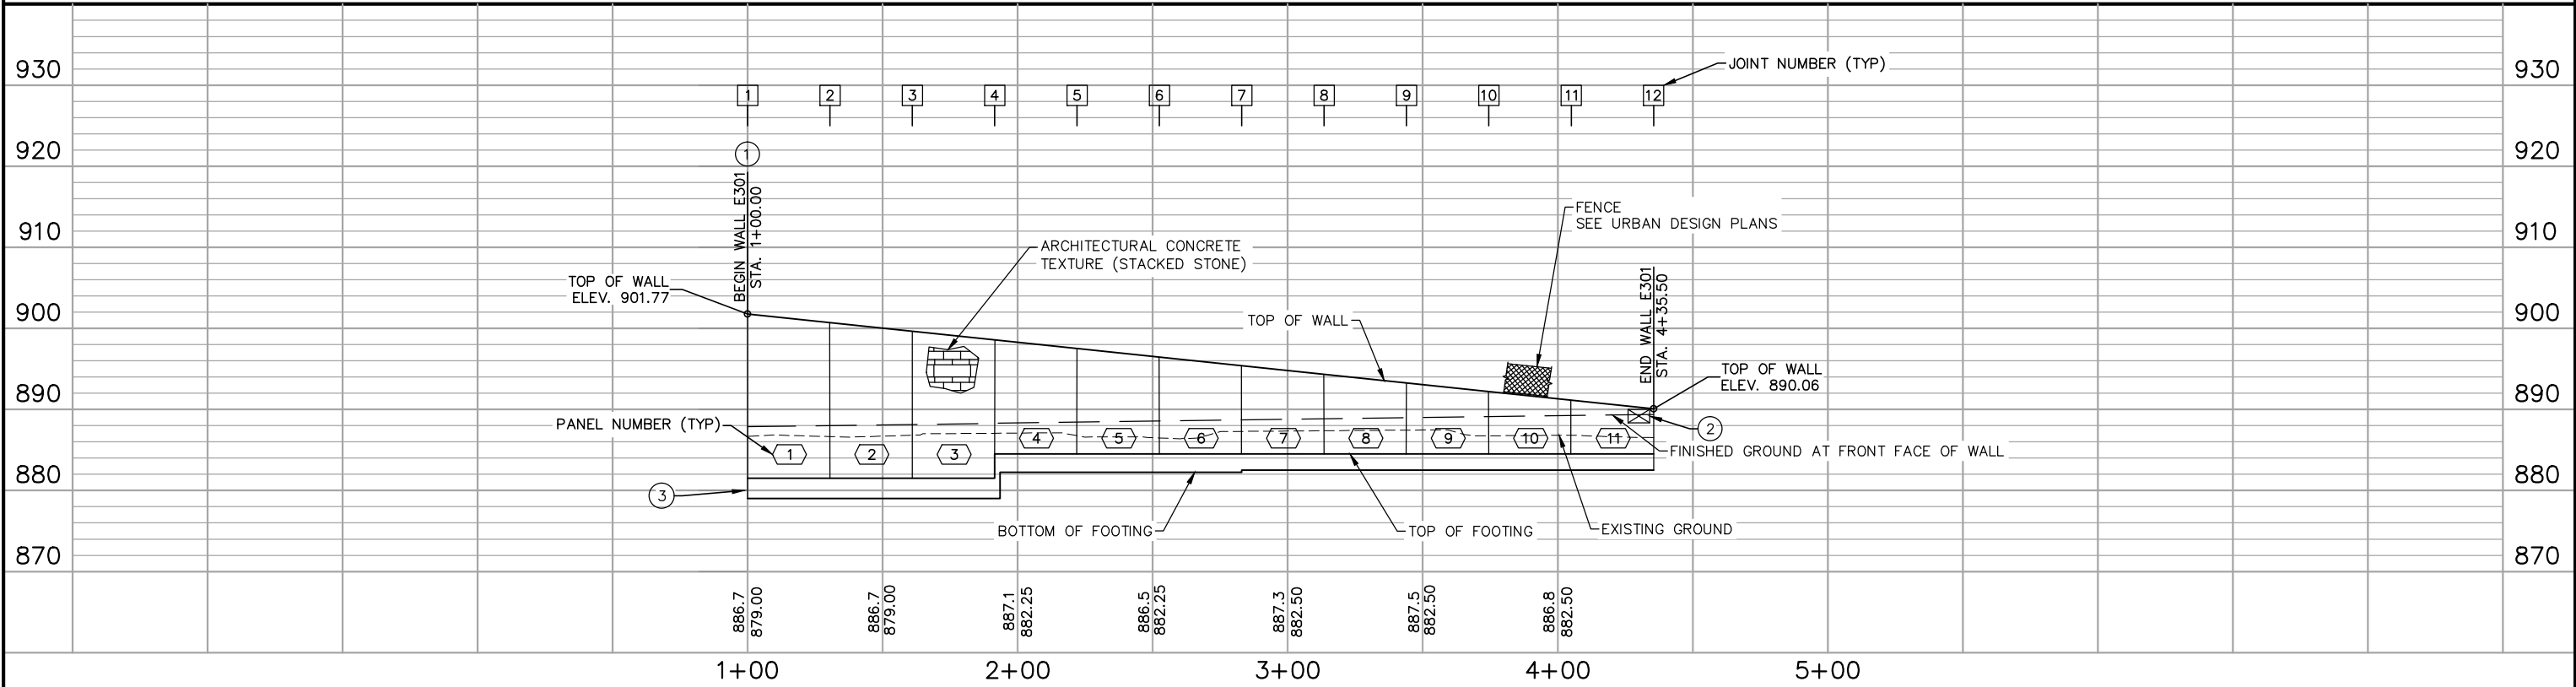 930
930
JOINT NUMBER (TYP)
1 2 3 4 5 6 7 8 9 10 11 12
920
920
1
BEGIN WALL E301
STA. 1+00.00
910
910
FENCE
SEE URBAN DESIGN PLANS
ARCHITECTURAL CONCRETE
TEXTURE (STACKED STONE)
TOP OF WALL
ELEV. 901.77
END WALL E301
STA. 4+35.50
900
900
TOP OF WALL
TOP OF WALL
ELEV. 890.06
890
890
PANEL NUMBER (TYP)
2
1 2 3 4 5 6 7 8 9 10 11
FINISHED GROUND AT FRONT FACE OF WALL
880
880
3
BOTTOM OF FOOTING
TOP OF FOOTING
EXISTING GROUND
870
870
886.7
879.00
886.7
879.00
887.1
882.25
886.5
882.25
887.3
882.50
887.5
882.50
886.8
882.50
1+00 2+00 3+00 4+00 5+00